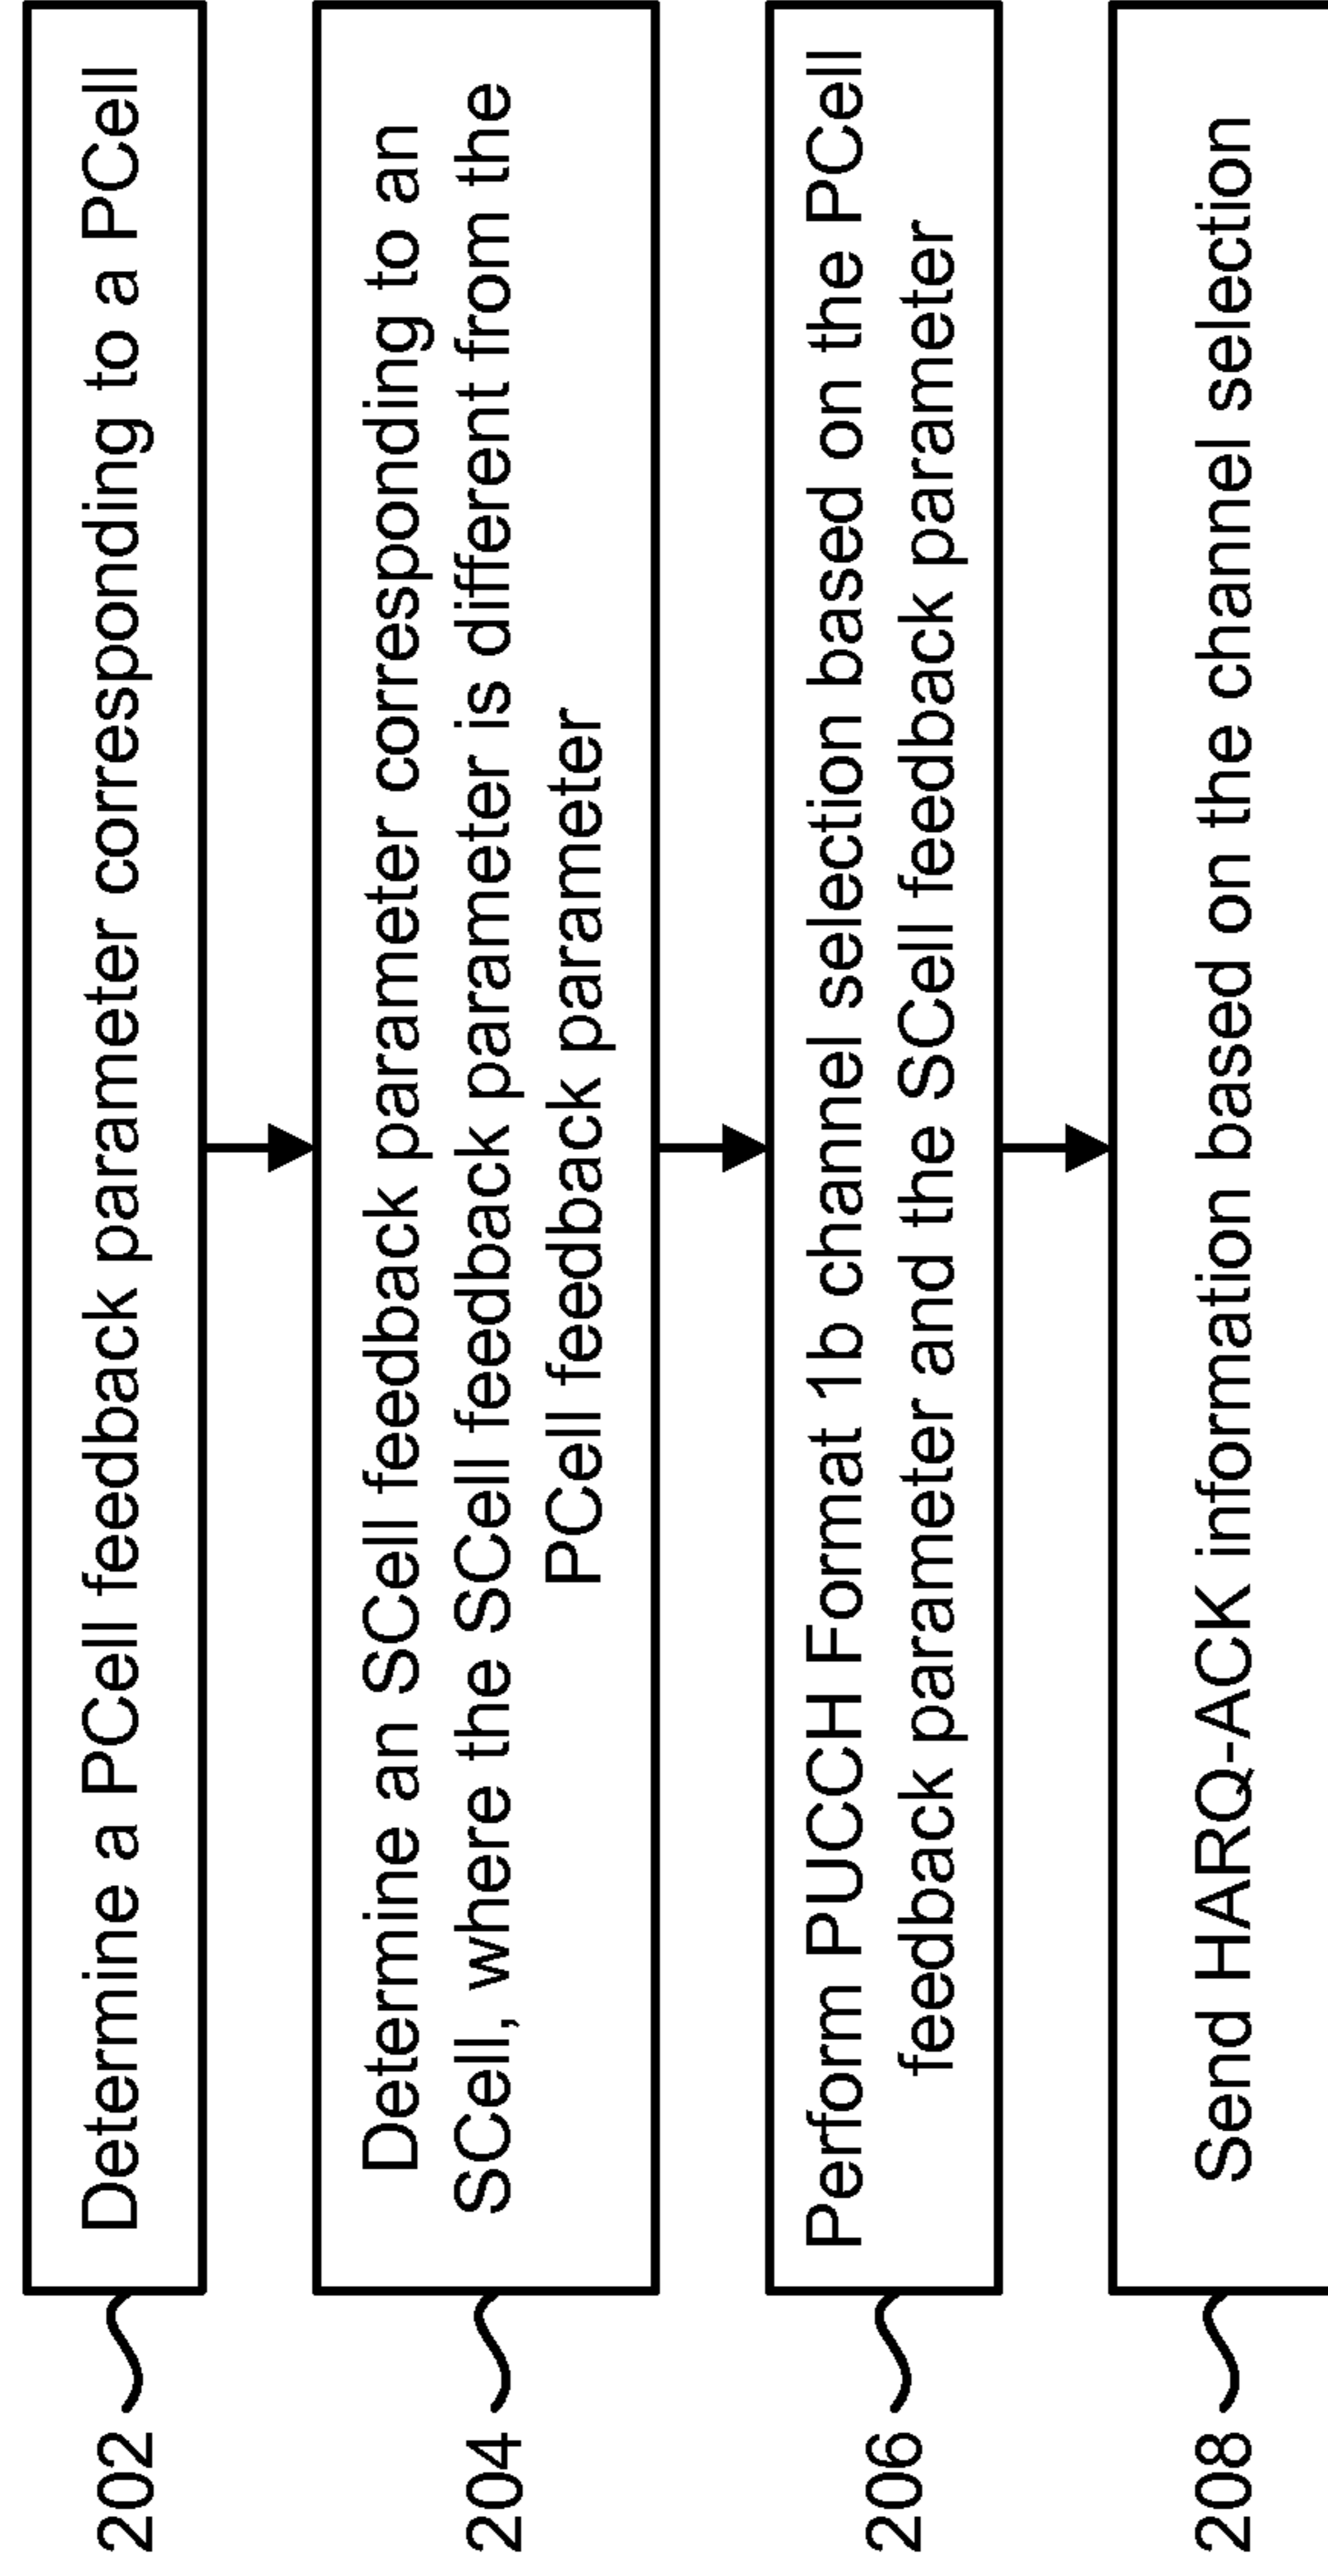 202
Determine a PCell feedback parameter corresponding to a PCell
204
Determine an SCell feedback parameter corresponding to an
SCell, where the SCell feedback parameter is different from the
PCell feedback parameter
206
Perform PUCCH Format 1b channel selection based on the PCell
feedback parameter and the SCell feedback parameter
208
Send HARQ-ACK information based on the channel selection